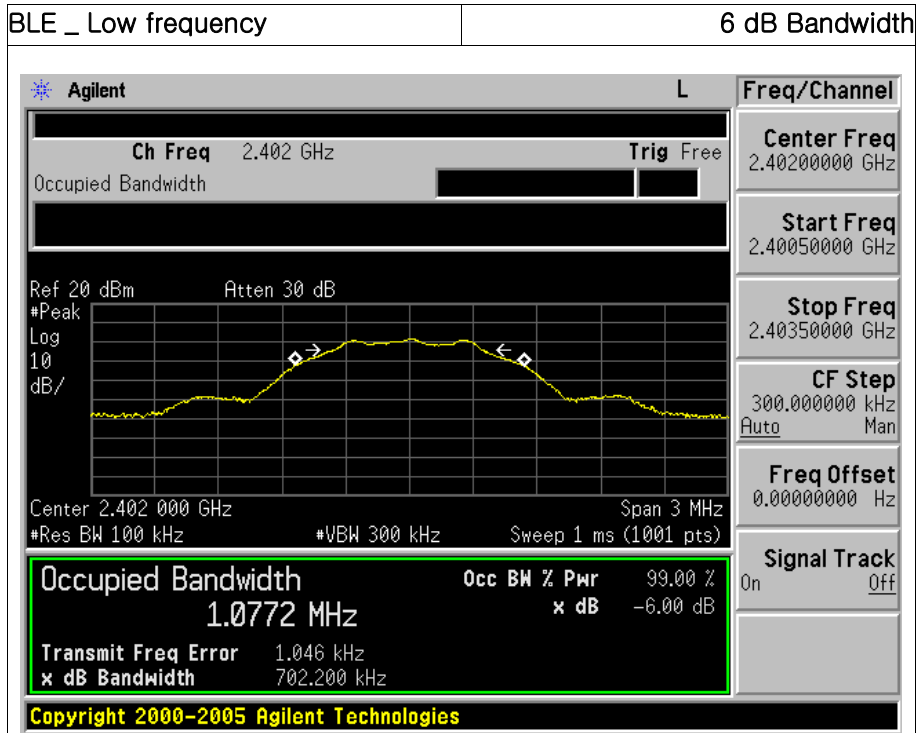 BLE _ Low frequency 6 dB Bandwidth
Agilent L Freq/Channel
Ch Freq 2.402 GHz Trig Free
Occupied Bandwidth
Center Freq
2.40200000 GHz
Start Freq
2.40050000 GHz
Stop Freq
2.40350000 GHz
CF Step
300.000000 kHz
Auto Man
Freq Offset
0.00000000 Hz
Signal Track
On Off
Ref 20 dBm Atten 30 dB
#Peak
Log
10
dB/
Center 2.402 000 GHz Span 3 MHz
#Res BW 100 kHz #VBW 300 kHz Sweep 1 ms (1001 pts)
Occupied Bandwidth Occ BW % Pwr 99.00 %
1.0772 MHz x dB -6.00 dB
Transmit Freq Error 1.046 kHz
x dB Bandwidth 702.200 kHz
Copyright 2000-2005 Agilent Technologies